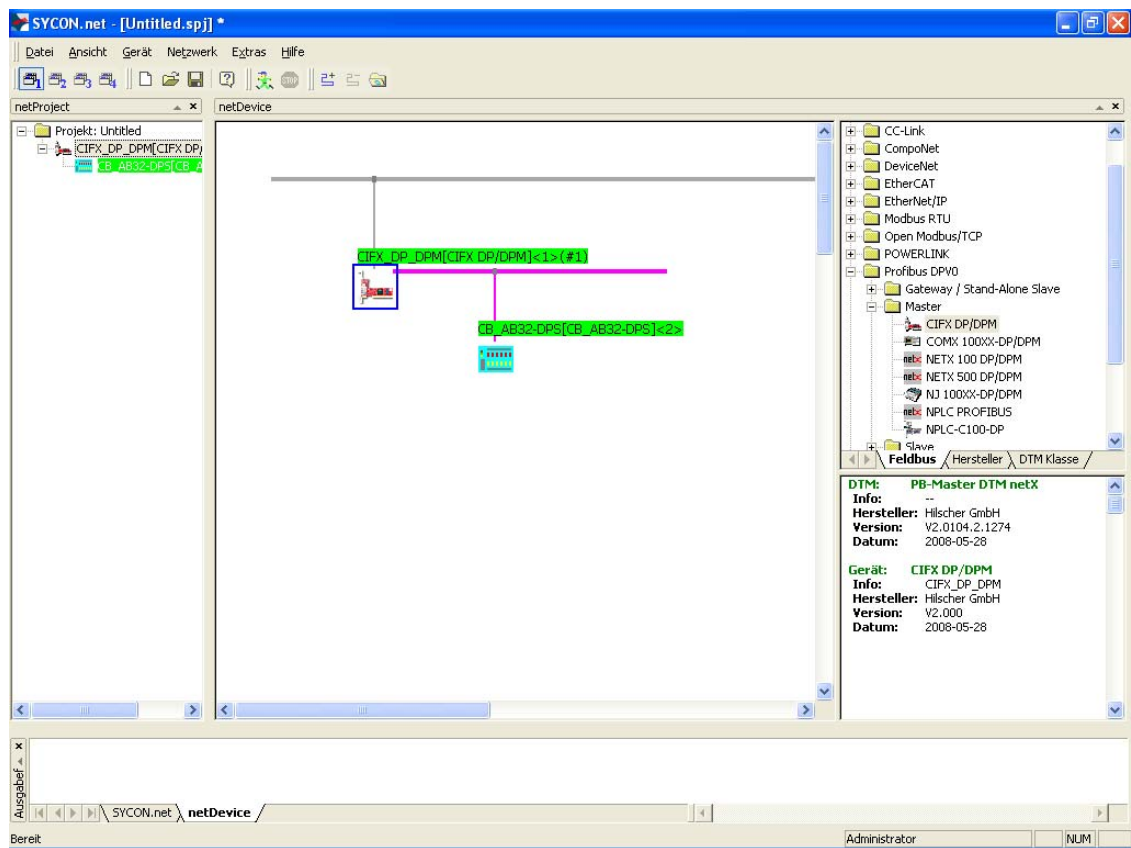 SYCON.net - [Untitled.spj] *
Datei Ansicht Gerät Netzwerk Extras Hilfe
netProject
netDevice
Projekt: Untitled
CIFX_DP_DPM[CIFX DP/
CB_AB32-DPS[CB_A
CIFX_DP_DPM[CIFX DP/DPM]<1>(#1)
CB_AB32-DPS[CB_AB32-DPS]<2>
CC-Link
CompoNet
DeviceNet
EtherCAT
EtherNet/IP
Modbus RTU
Open Modbus/TCP
POWERLINK
Profibus DPV0
Gateway / Stand-Alone Slave
Master
CIFX DP/DPM
COMX 100XX-DP/DPM
NETX 100 DP/DPM
NETX 500 DP/DPM
NJ 100XX-DP/DPM
NPLC PROFIBUS
NPLC-C100-DP
Slave
Feldbus Hersteller DTM Klasse
DTM: PB-Master DTM netX
Info: --
Hersteller: Hilscher GmbH
Version: V2.0104.2.1274
Datum: 2008-05-28
Gerät: CIFX DP/DPM
Info: CIFX_DP_DPM
Hersteller: Hilscher GmbH
Version: V2.000
Datum: 2008-05-28
Ausgabef
SYCON.net netDevice
Bereit
Administrator
NUM